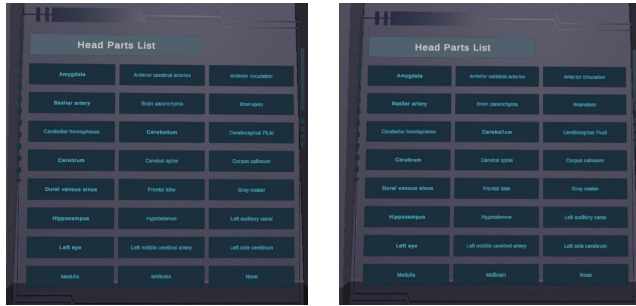 Head Parts List
Amygdala Anterior cerebral arteries Anterior circulation
Basilar artery Brain parenchyma Brainstem
Cerebellar hemispheres Cerebellum Cerebrospinal Fluid
Cerebrum Cervical spine Corpus callosum
Dural venous sinus Frontal lobe Gray matter
Hippocampus Hypotalamus Left auditory canal
Left eye Left middle cerebral artery Left side cerebrum
Medulla Midbrain Nose
Head Parts List
Amygdala Anterior cerebral arteries Anterior circulation
Basilar artery Brain parenchyma Brainstem
Cerebellar hemispheres Cerebellum Cerebrospinal Fluid
Cerebrum Cervical spine Corpus callosum
Dural venous sinus Frontal lobe Gray matter
Hippocampus Hypotalamus Left auditory canal
Left eye Left middle cerebral artery Left side cerebrum
Medulla Midbrain Nose